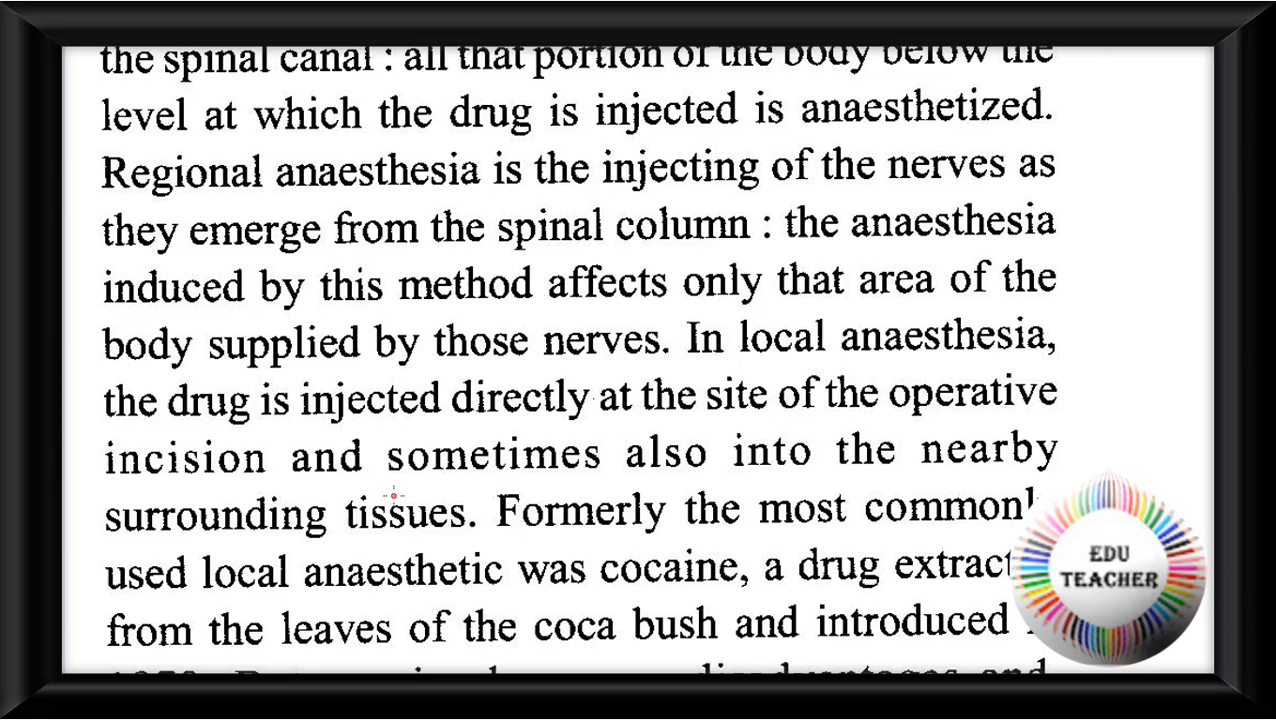 the spinal canal : all that portion of the body below the
level at which the drug is injected is anaesthetized.
Regional anaesthesia is the injecting of the nerves as
they emerge from the spinal column : the anaesthesia
induced by this method affects only that area of the
body supplied by those nerves. In local anaesthesia,
the drug is injected directly at the site of the operative
incision and sometimes also into the nearby
surrounding tissues. Formerly the most
used local anaesthetic was cocaine, a drug
from the leaves of the coca bush and introduced
disadvantages and
EDU
TEACHER